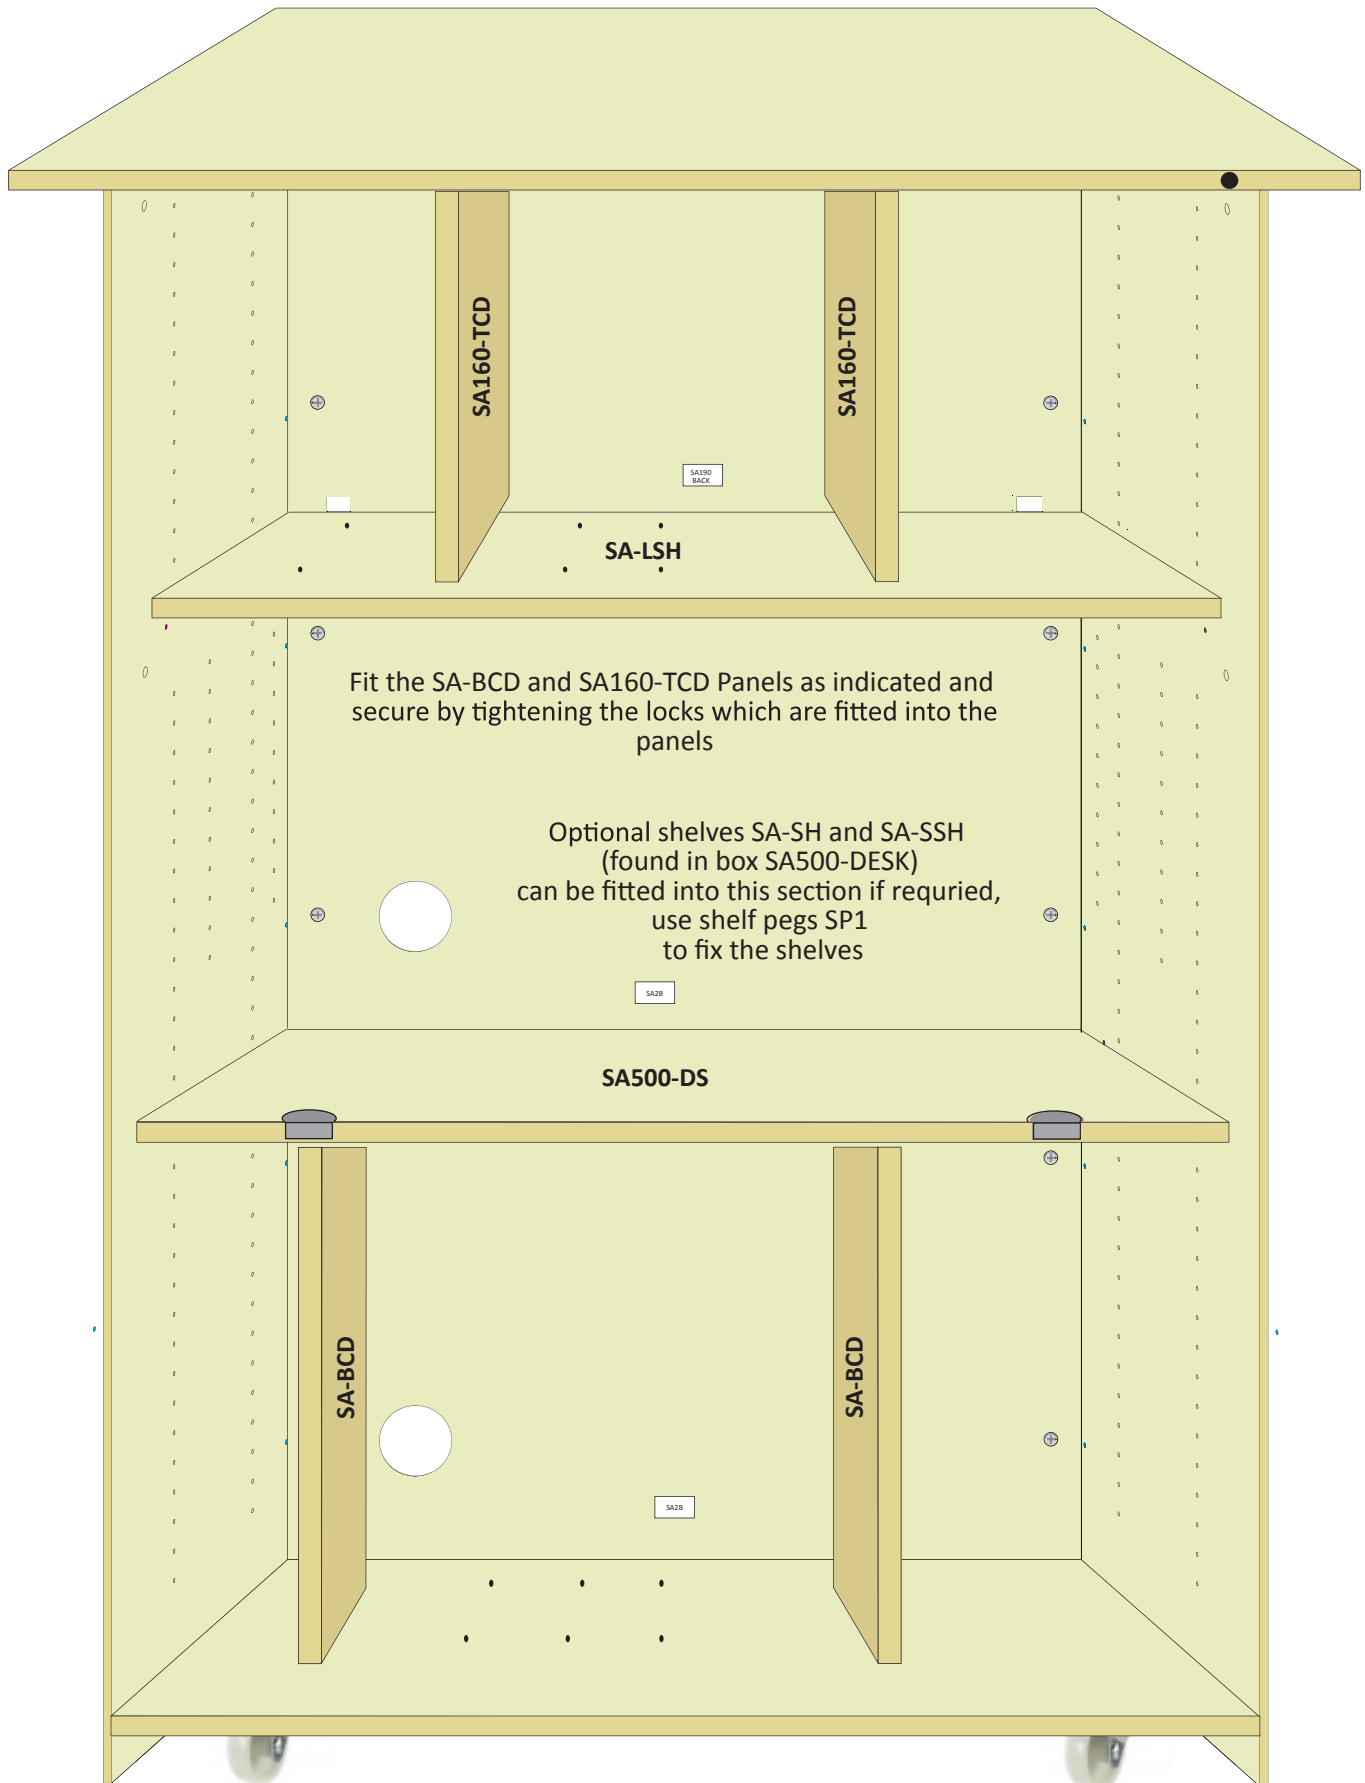 SA160-TCD
SA160-TCD
SA190
BACK
SA-LSH
Fit the SA-BCD and SA160-TCD Panels as indicated and
secure by tightening the locks which are fitted into the
panels
Optional shelves SA-SH and SA-SSH
(found in box SA500-DESK)
can be fitted into this section if requried,
use shelf pegs SP1
to fix the shelves
SA2B
SA500-DS
SA-BCD
SA-BCD
SA2B